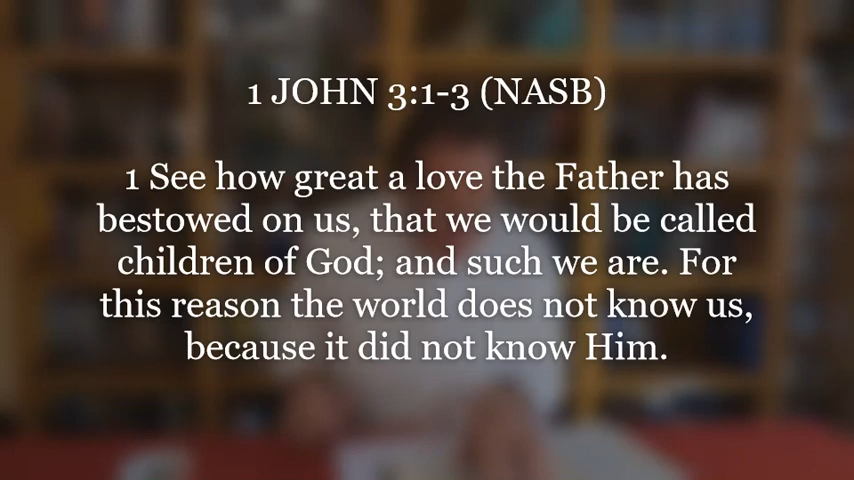 1 JOHN 3:1-3 (NASB)
1 See how great a love the Father has
bestowed on us, that we would be called
children of God; and such we are. For
this reason the world does not know us,
because it did not know Him.